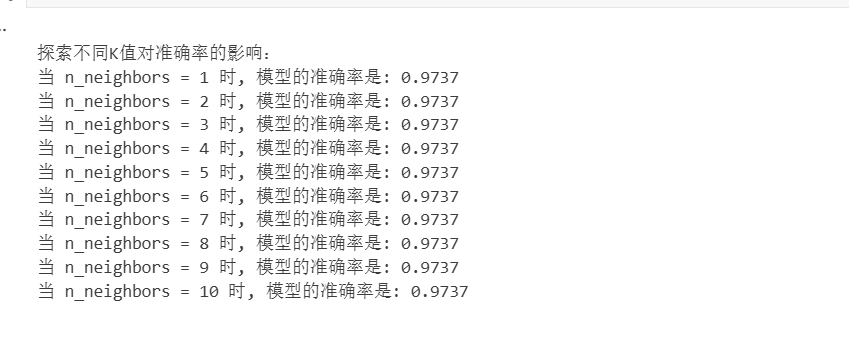 探索不同K值对准确率的影响:
当 n_neighbors = 1 时, 模型的准确率是: 0.9737
当 n_neighbors = 2 时, 模型的准确率是: 0.9737
当 n_neighbors = 3 时, 模型的准确率是: 0.9737
当 n_neighbors = 4 时, 模型的准确率是: 0.9737
当 n_neighbors = 5 时, 模型的准确率是: 0.9737
当 n_neighbors = 6 时, 模型的准确率是: 0.9737
当 n_neighbors = 7 时, 模型的准确率是: 0.9737
当 n_neighbors = 8 时, 模型的准确率是: 0.9737
当 n_neighbors = 9 时, 模型的准确率是: 0.9737
当 n_neighbors = 10 时, 模型的准确率是: 0.9737